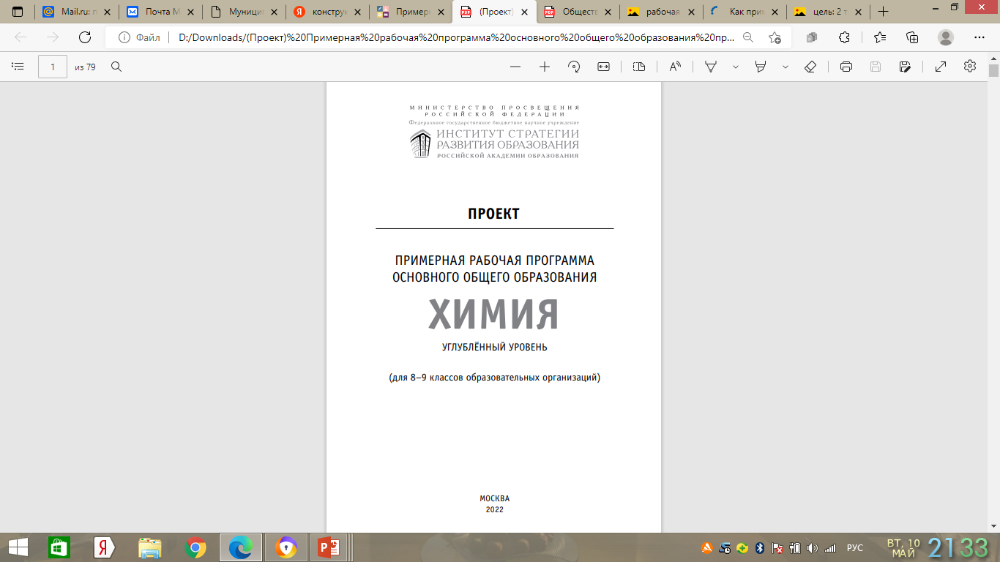 Mail.ru: п
Почта М
Муници
конструк
Пример
(Проект)
Обществ
рабочая
Как при
цель: 2 т
Файл
D:/Downloads/(Проект)%20Примерная%20рабочая%20программа%20основного%20общего%20образования%20пр...
1 из 79
МИНИСТЕРСТВО ПРОСВЕЩЕНИЯ
РОССИЙСКОЙ ФЕДЕРАЦИИ
Федеральное государственное бюджетное научное учреждение
ИНСТИТУТ СТРАТЕГИИ
РАЗВИТИЯ ОБРАЗОВАНИЯ
РОССИЙСКОЙ АКАДЕМИИ ОБРАЗОВАНИЯ
ПРОЕКТ
ПРИМЕРНАЯ РАБОЧАЯ ПРОГРАММА
ОСНОВНОГО ОБЩЕГО ОБРАЗОВАНИЯ
ХИМИЯ
УГЛУБЛЁННЫЙ УРОВЕНЬ
(для 8–9 классов образовательных организаций)
МОСКВА
2022
РУС
ВТ, 10
МАЙ
21 33